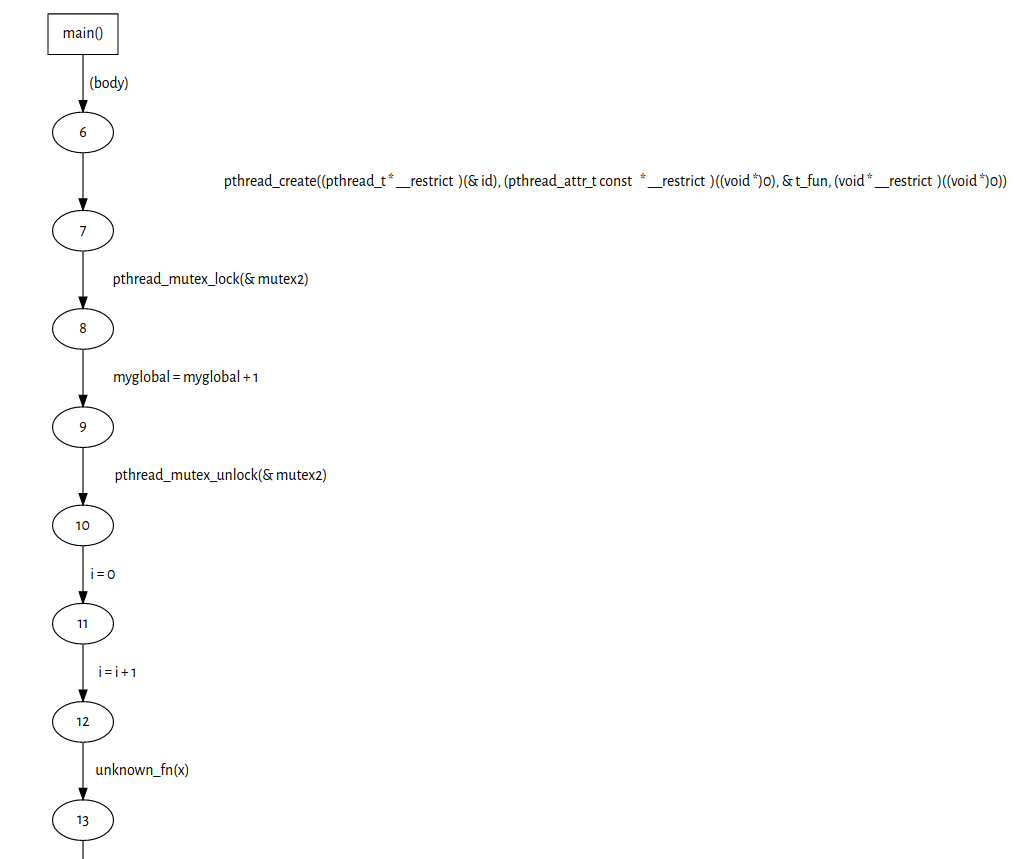 main()
(body)
6
pthread_create((pthread_t * __restrict )(& id), (pthread_attr_t const  * __restrict )((void *)0), & t_fun, (void * __restrict )((void *)0))
7
pthread_mutex_lock(& mutex2)
8
myglobal = myglobal + 1
9
pthread_mutex_unlock(& mutex2)
10
i = 0
11
i = i + 1
12
unknown_fn(x)
13